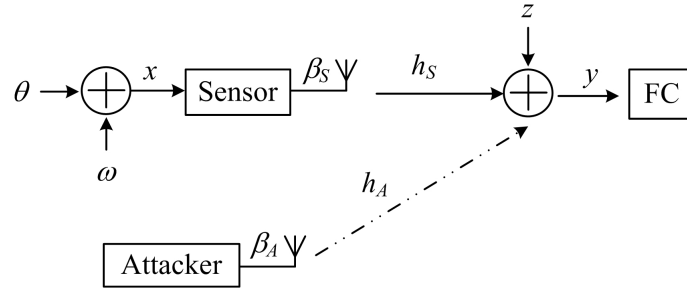 z
θ x Sensor β_S h_S y FC
ω
h_A
Attacker β_A